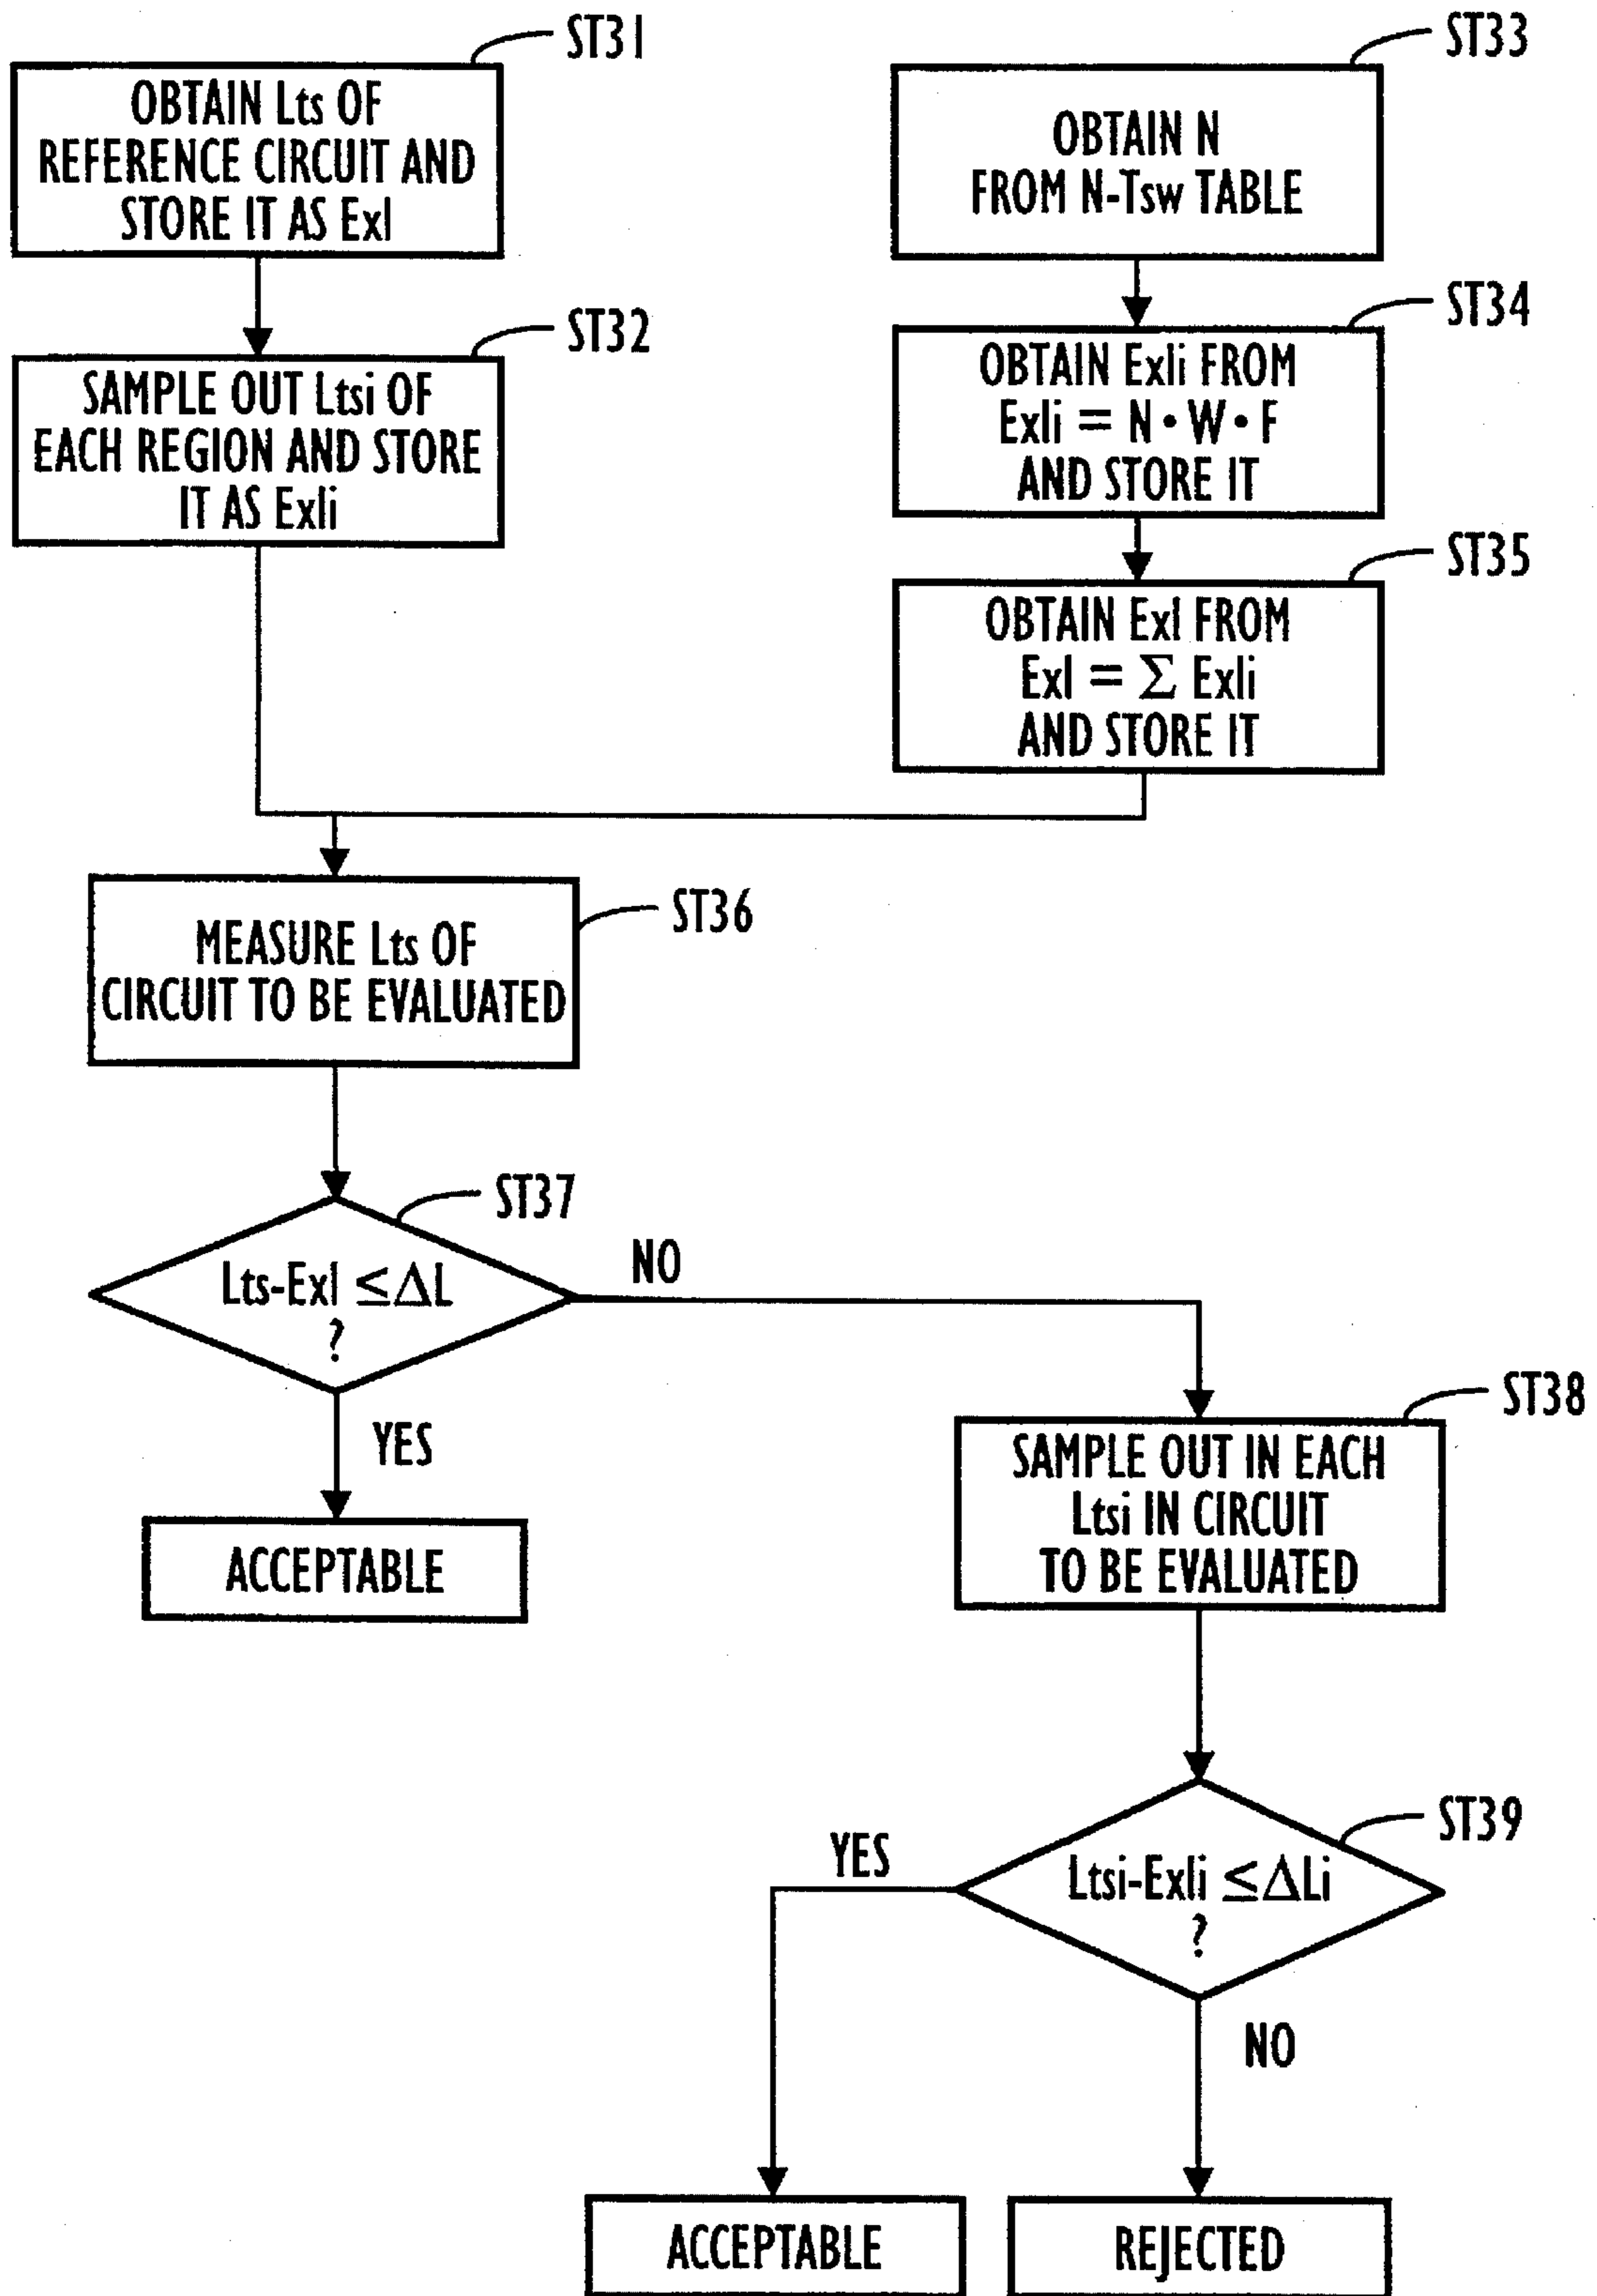 ST31
OBTAIN Lts OF
REFERENCE CIRCUIT AND
STORE IT AS Exl
ST32
SAMPLE OUT Ltsi OF
EACH REGION AND STORE
IT AS Exli
ST33
OBTAIN N
FROM N-Tsw TABLE
ST34
OBTAIN Exli FROM
Exli = N • W • F
AND STORE IT
ST35
OBTAIN Exl FROM
Exl = Σ Exli
AND STORE IT
ST36
MEASURE Lts OF
CIRCUIT TO BE EVALUATED
ST37
Lts-Exl ≤ΔL
?
NO
YES
ACCEPTABLE
ST38
SAMPLE OUT IN EACH
Ltsi IN CIRCUIT
TO BE EVALUATED
ST39
Ltsi-Exli ≤ΔLi
?
YES
NO
ACCEPTABLE
REJECTED